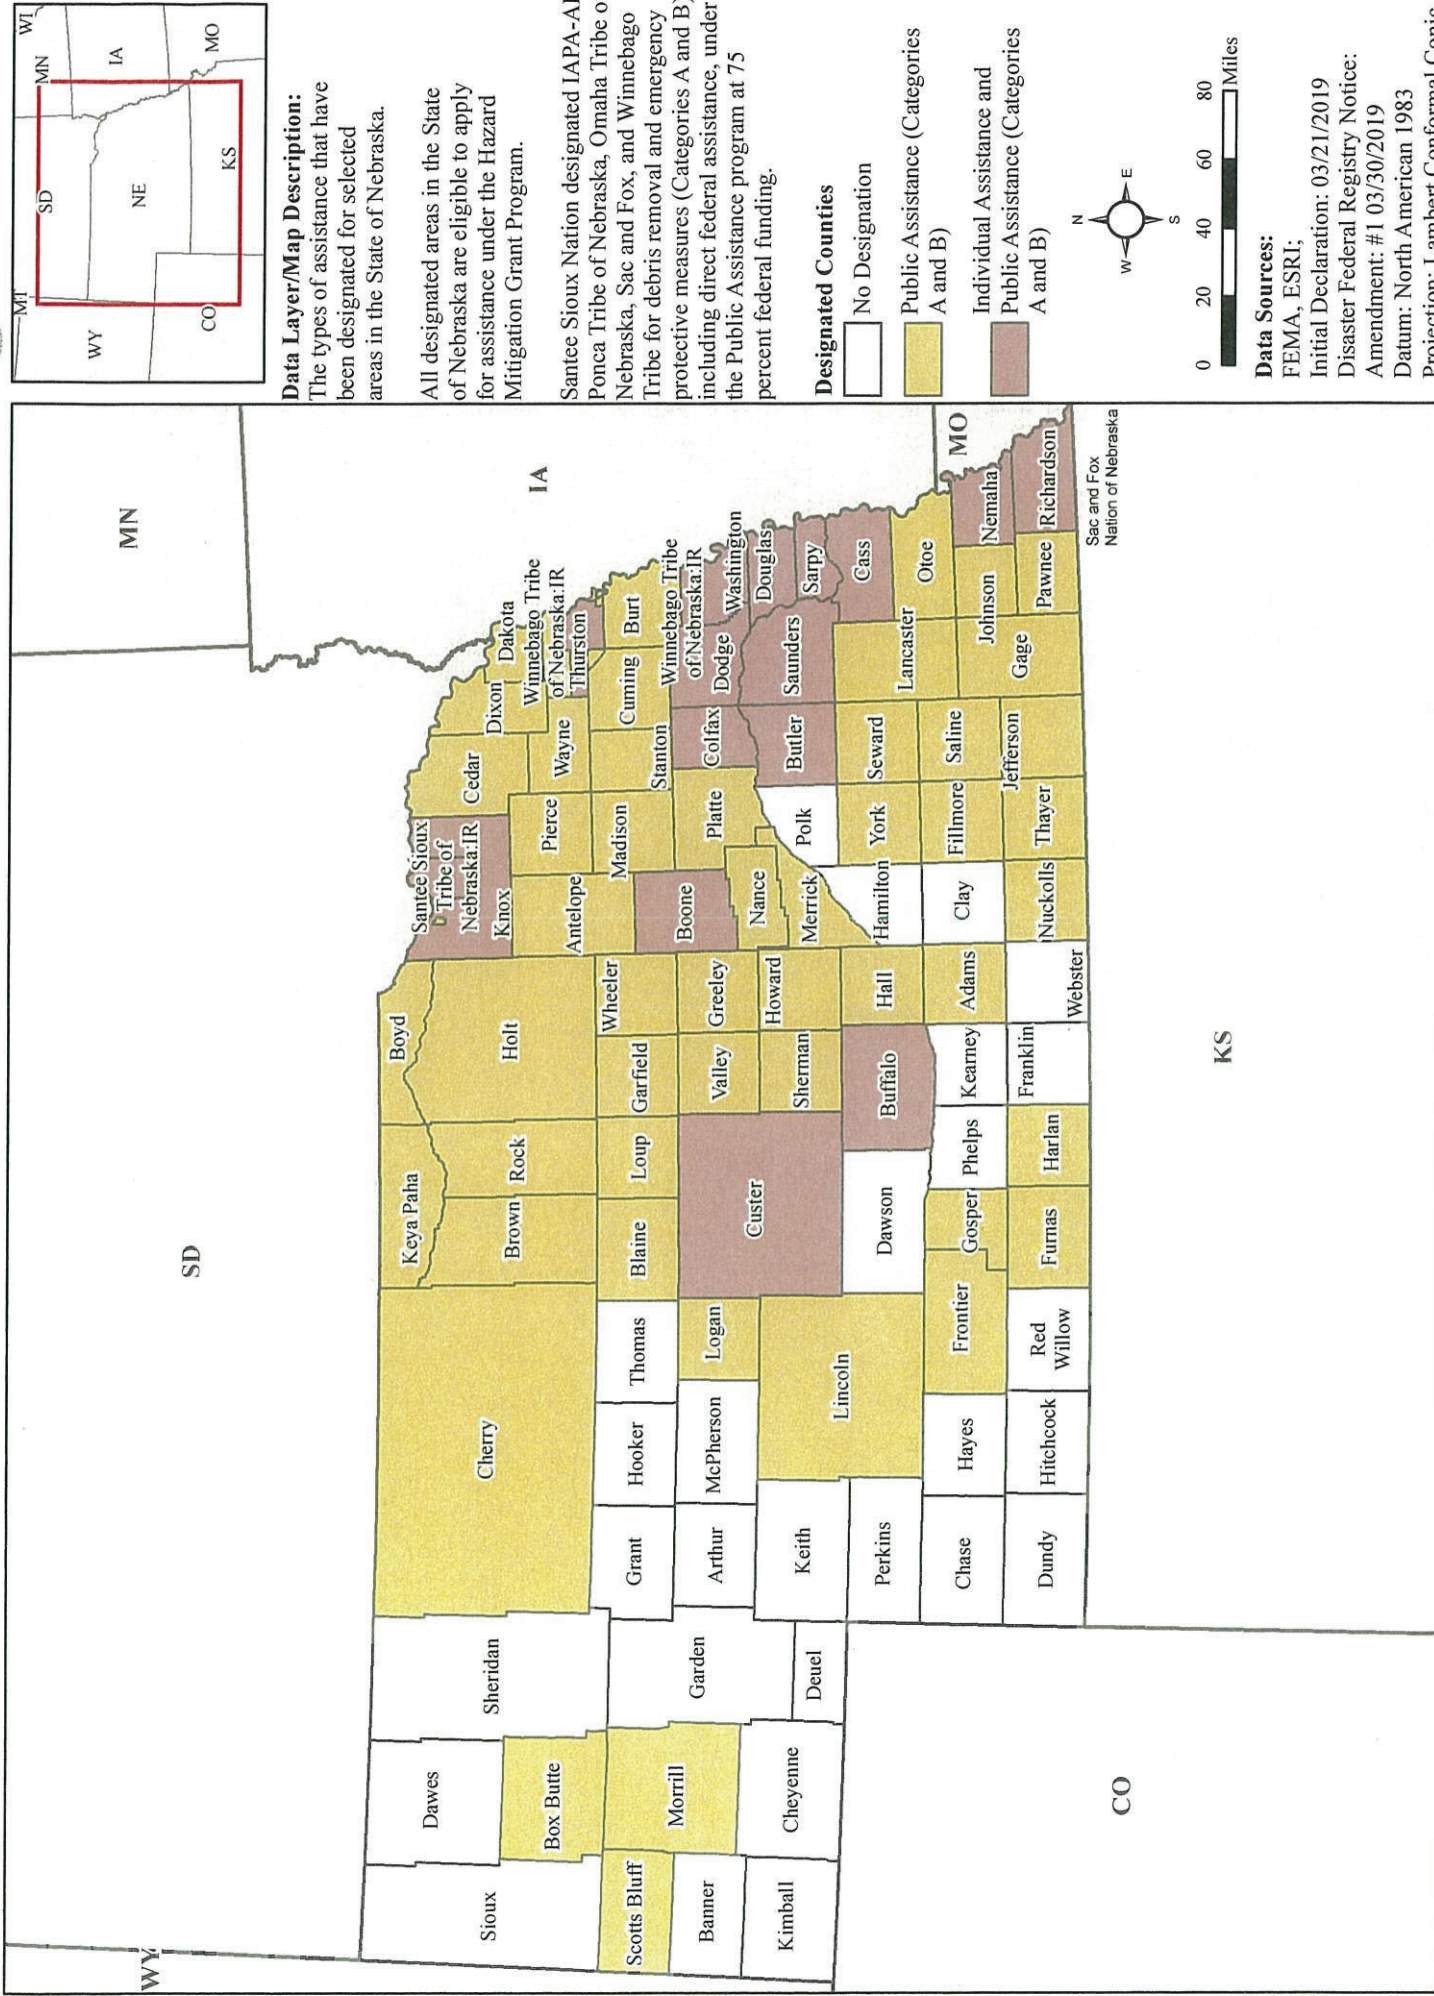 WY
SD
MN
IA
MO
KS
CO
Sioux
Dawes
Sheridan
Box Butte
Scotts Bluff
Morrill
Banner
Kimball
Cheyenne
Garden
Deuel
Cherry
Grant
Hooker
Thomas
Arthur
McPherson
Logan
Keith
Lincoln
Perkins
Chase
Hayes
Frontier
Dundy
Hitchcock
Red
Willow
Keya Paha
Brown
Rock
Boyd
Holt
Blaine
Loup
Garfield
Wheeler
Custer
Valley
Greeley
Sherman
Howard
Dawson
Buffalo
Hall
Gosper
Phelps
Kearney
Adams
Furnas
Harlan
Franklin
Webster
Santee Sioux
Tribe of
Nebraska:IR
Knox
Cedar
Dixon
Dakota
Antelope
Pierce
Wayne
Winnebago Tribe
of Nebraska:IR
Thurston
Madison
Stanton
Cuming
Burt
Boone
Nance
Platte
Colfax
Winnebago Tribe
of Nebraska:IR
Dodge
Washington
Merrick
Polk
Butler
Saunders
Douglas
Sarpy
Hamilton
York
Seward
Lancaster
Cass
Otoe
Clay
Fillmore
Saline
Gage
Johnson
Nemaha
Nuckolls
Thayer
Jefferson
Pawnee
Richardson
Sac and Fox
Nation of Nebraska
MT
WI
MN
SD
WY
IA
NE
CO
KS
MO
Data Layer/Map Description:
The types of assistance that have
been designated for selected
areas in the State of Nebraska.
All designated areas in the State
of Nebraska are eligible to apply
for assistance under the Hazard
Mitigation Grant Program.
Santee Sioux Nation designated
Ponca Tribe of Nebraska, Omaha Tribe
Nebraska, Sac and Fox, and Winnebago
Tribe for debris removal and emergency
protective measures (Categories A and B)
including direct federal assistance, under
the Public Assistance program at 75
percent federal funding.
Designated Counties
No Designation
Public Assistance (Categories
A and B)
Individual Assistance and
Public Assistance (Categories
A and B)
N
W E
S
0 20 40 60 80
Miles
Data Sources:
FEMA, ESRI;
Initial Declaration: 03/21/2019
Disaster Federal Registry Notice:
Amendment: #1 03/30/2019
Datum: North American 1983
Projection: Lambert Conformal Conic